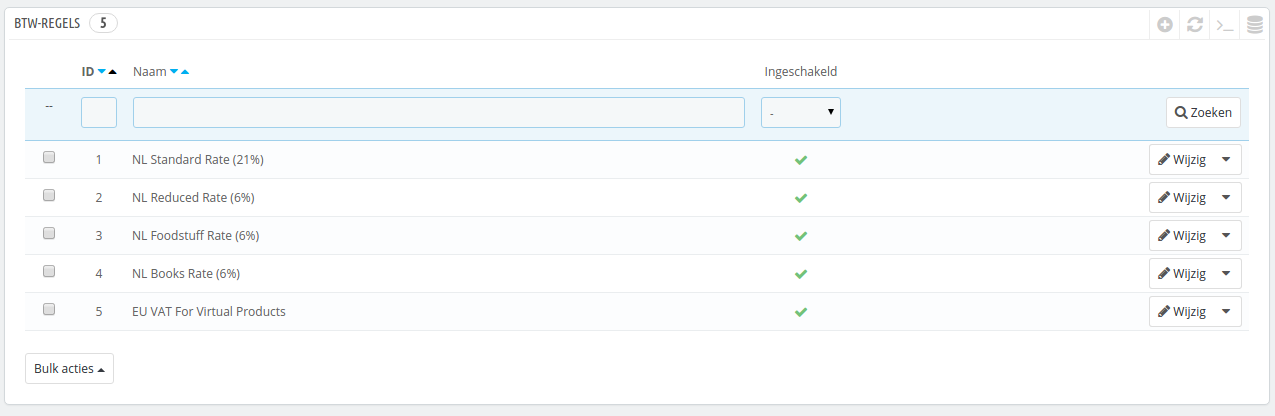 BTW-REGELS 5
ID Naam Ingeschakeld
-- - Zoeken
1 NL Standard Rate (21%) Wijzig
2 NL Reduced Rate (6%) Wijzig
3 NL Foodstuff Rate (6%) Wijzig
4 NL Books Rate (6%) Wijzig
5 EU VAT For Virtual Products Wijzig
Bulk acties